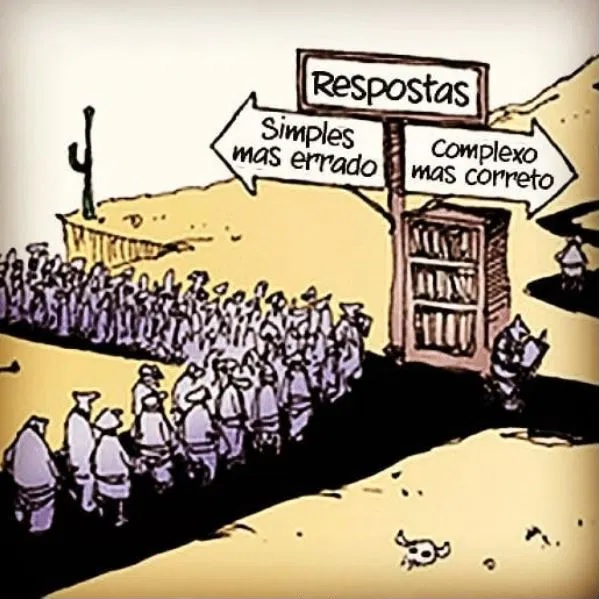 Respostas
Simples
mas errado
Complexo
mas correto